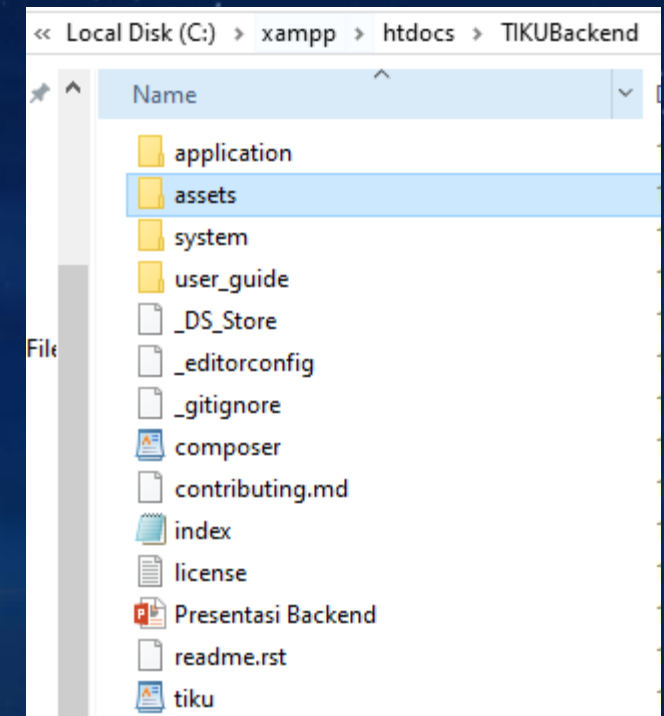 « Local Disk (C:) > xampp > htdocs > TIKUBackend
Name
application
assets
system
user_guide
_DS_Store
_editorconfig
File
_gitignore
composer
contributing.md
index
license
Presentasi Backend
readme.rst
tiku